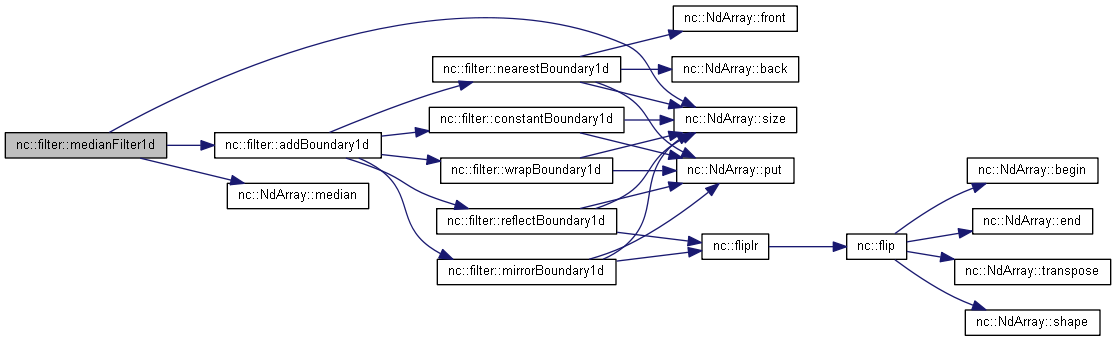 nc::filter::medianFilter1d
nc::filter::addBoundary1d
nc::NdArray::median
nc::filter::nearestBoundary1d
nc::filter::constantBoundary1d
nc::filter::wrapBoundary1d
nc::filter::reflectBoundary1d
nc::filter::mirrorBoundary1d
nc::NdArray::front
nc::NdArray::back
nc::NdArray::size
nc::NdArray::put
nc::fliplr
nc::flip
nc::NdArray::begin
nc::NdArray::end
nc::NdArray::transpose
nc::NdArray::shape